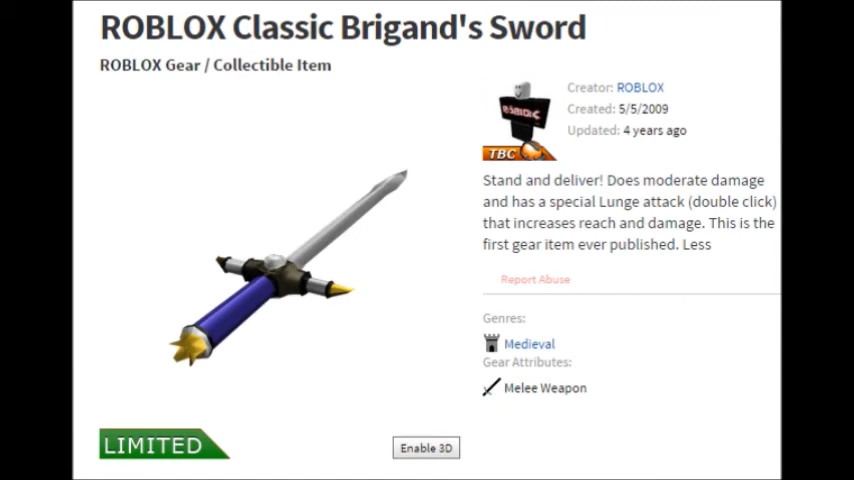 ROBLOX Classic Brigand's Sword
ROBLOX Gear / Collectible Item
Creator: ROBLOX
Created: 5/5/2009
Updated: 4 years ago
TBC
Stand and deliver! Does moderate damage
and has a special Lunge attack (double click)
that increases reach and damage. This is the
first gear item ever published. Less
Report Abuse
Genres:
Medieval
Gear Attributes:
Melee Weapon
LIMITED
Enable 3D